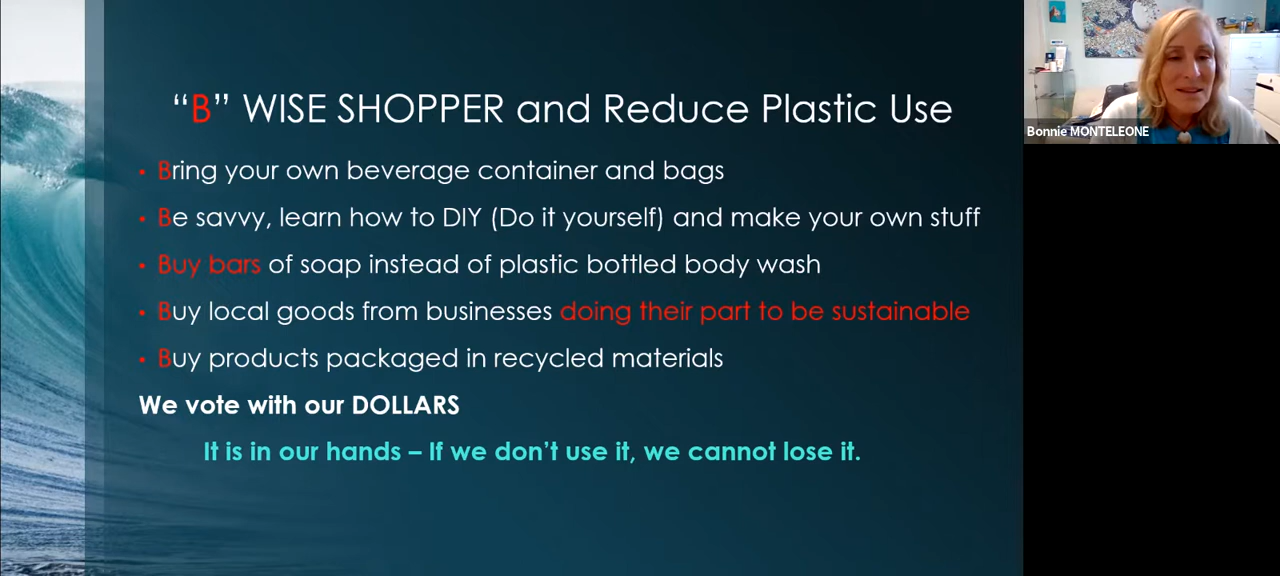 “B” WISE SHOPPER and Reduce Plastic Use
• Bring your own beverage container and bags
• Be savvy, learn how to DIY (Do it yourself) and make your own stuff
• Buy bars of soap instead of plastic bottled body wash
• Buy local goods from businesses doing their part to be sustainable
• Buy products packaged in recycled materials
We vote with our DOLLARS
It is in our hands – If we don’t use it, we cannot lose it.
Bonnie MONTELEONE